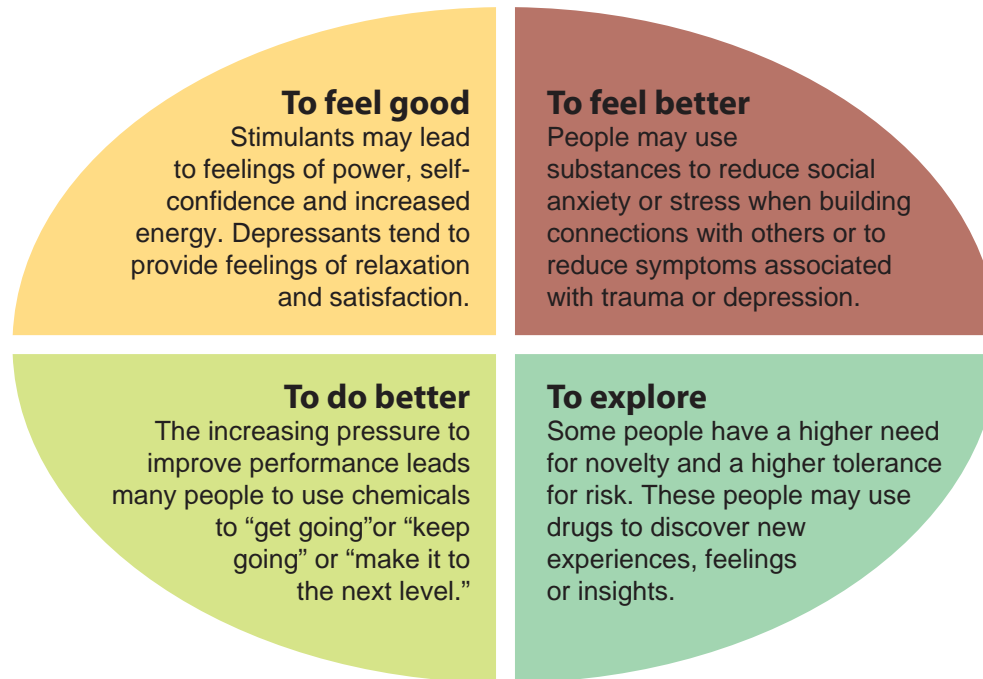 To feel good
Stimulants may lead
to feelings of power, self-
confidence and increased
energy. Depressants tend to
provide feelings of relaxation
and satisfaction.
To feel better
People may use
substances to reduce social
anxiety or stress when building
connections with others or to
reduce symptoms associated
with trauma or depression.
To do better
The increasing pressure to
improve performance leads
many people to use chemicals
to “get going”or “keep
going” or “make it to
the next level.”
To explore
Some people have a higher need
for novelty and a higher tolerance
for risk. These people may use
drugs to discover new
experiences, feelings
or insights.